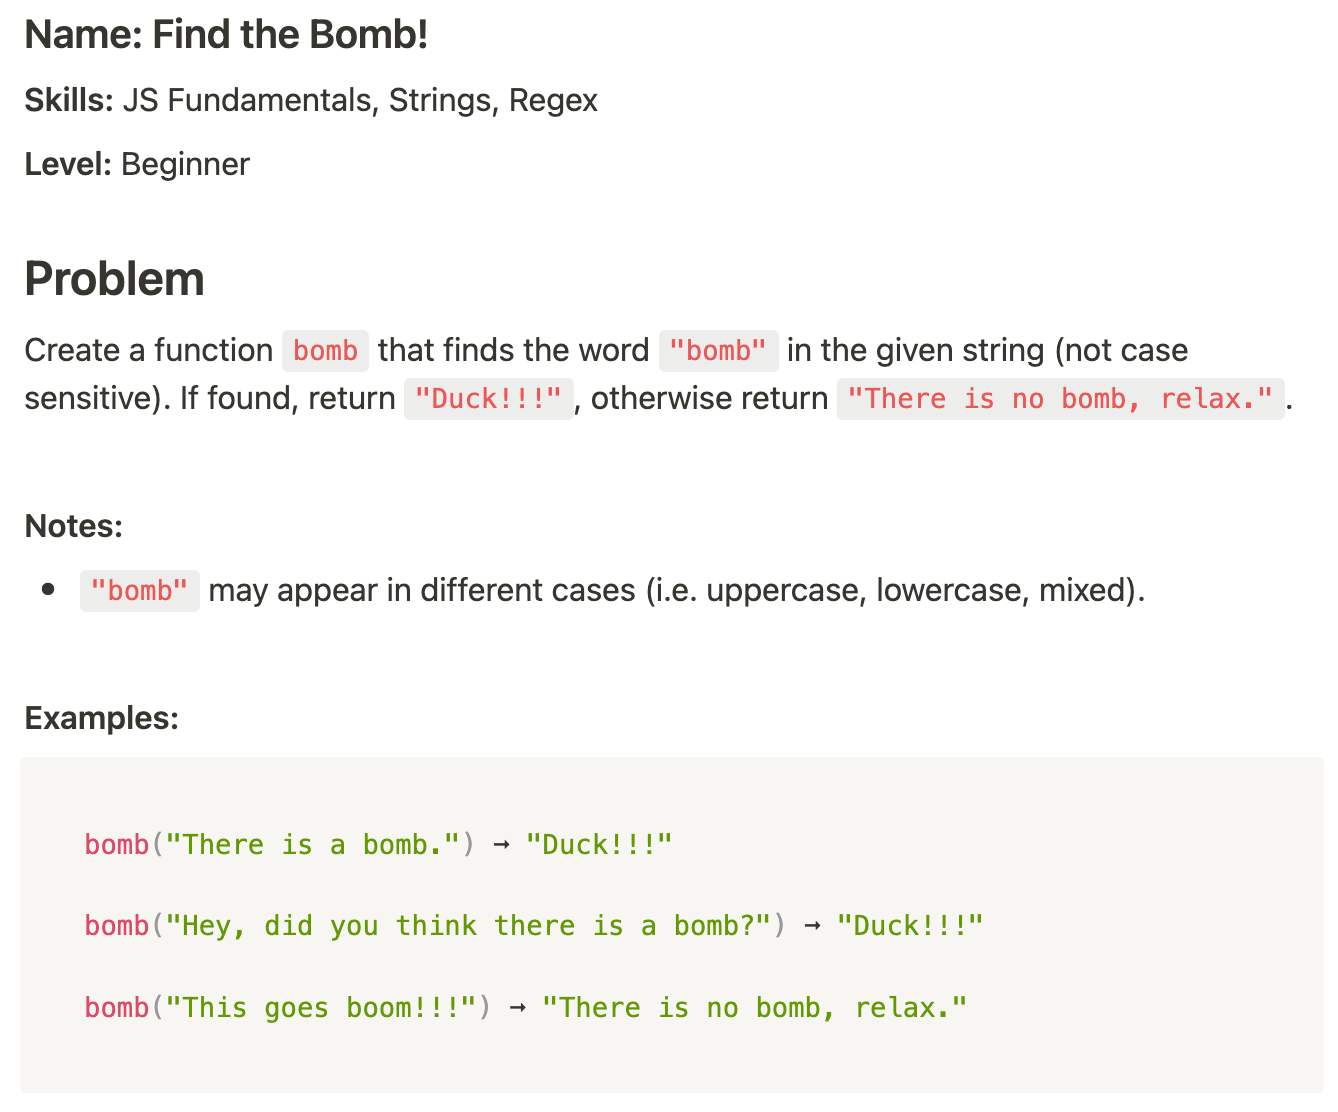 Name: Find the Bomb!
Skills: JS Fundamentals, Strings, Regex
Level: Beginner
Problem
Create a function bomb that finds the word "bomb" in the given string (not case
sensitive). If found, return "Duck!!!", otherwise return "There is no bomb, relax.".
Notes:
• "bomb" may appear in different cases (i.e. uppercase, lowercase, mixed).
Examples:
bomb("There is a bomb.") → "Duck!!!"
bomb("Hey, did you think there is a bomb?") → "Duck!!!"
bomb("This goes boom!!!") → "There is no bomb, relax."